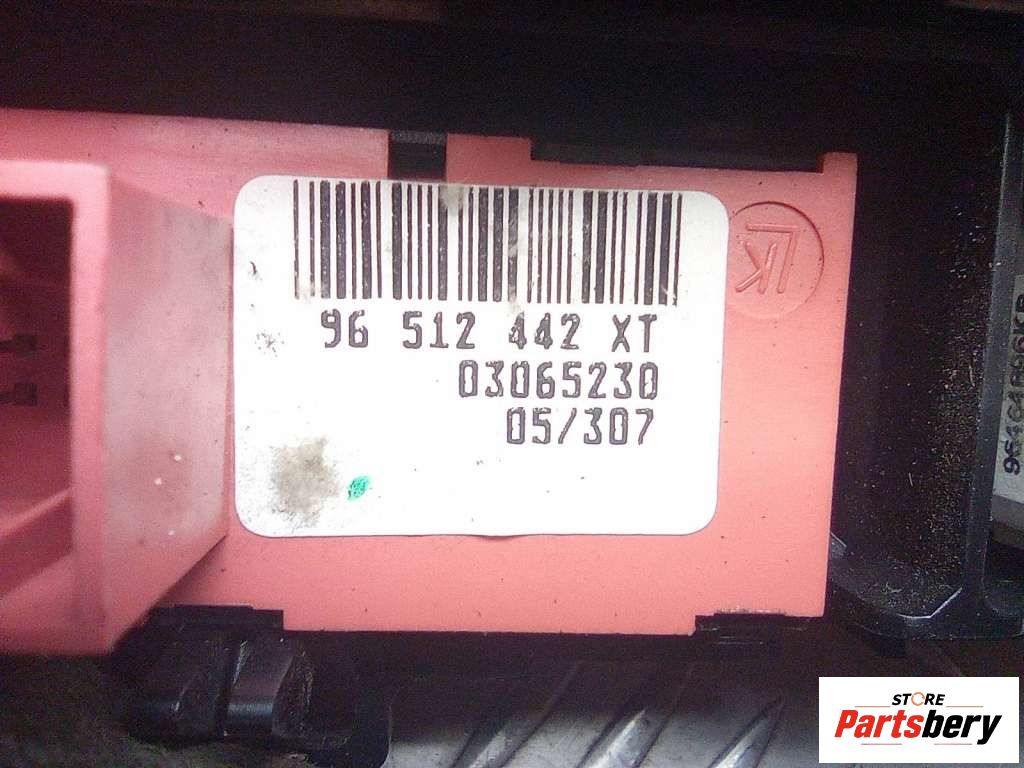 96 512 442 XT
03065230
05/307
STORE
Partsbery